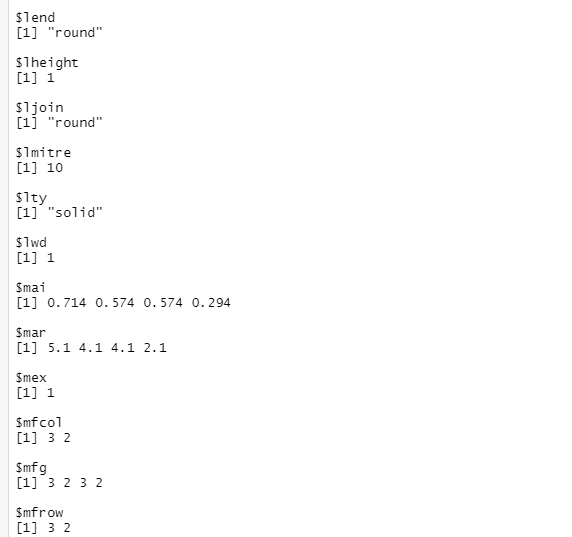 $lend
[1] "round"
$lheight
[1] 1
$ljoin
[1] "round"
$lmitre
[1] 10
$lty
[1] "solid"
$lwd
[1] 1
$mai
[1] 0.714 0.574 0.574 0.294
$mar
[1] 5.1 4.1 4.1 2.1
$mex
[1] 1
$mfcol
[1] 3 2
$mfg
[1] 3 2 3 2
$mfrow
[1] 3 2